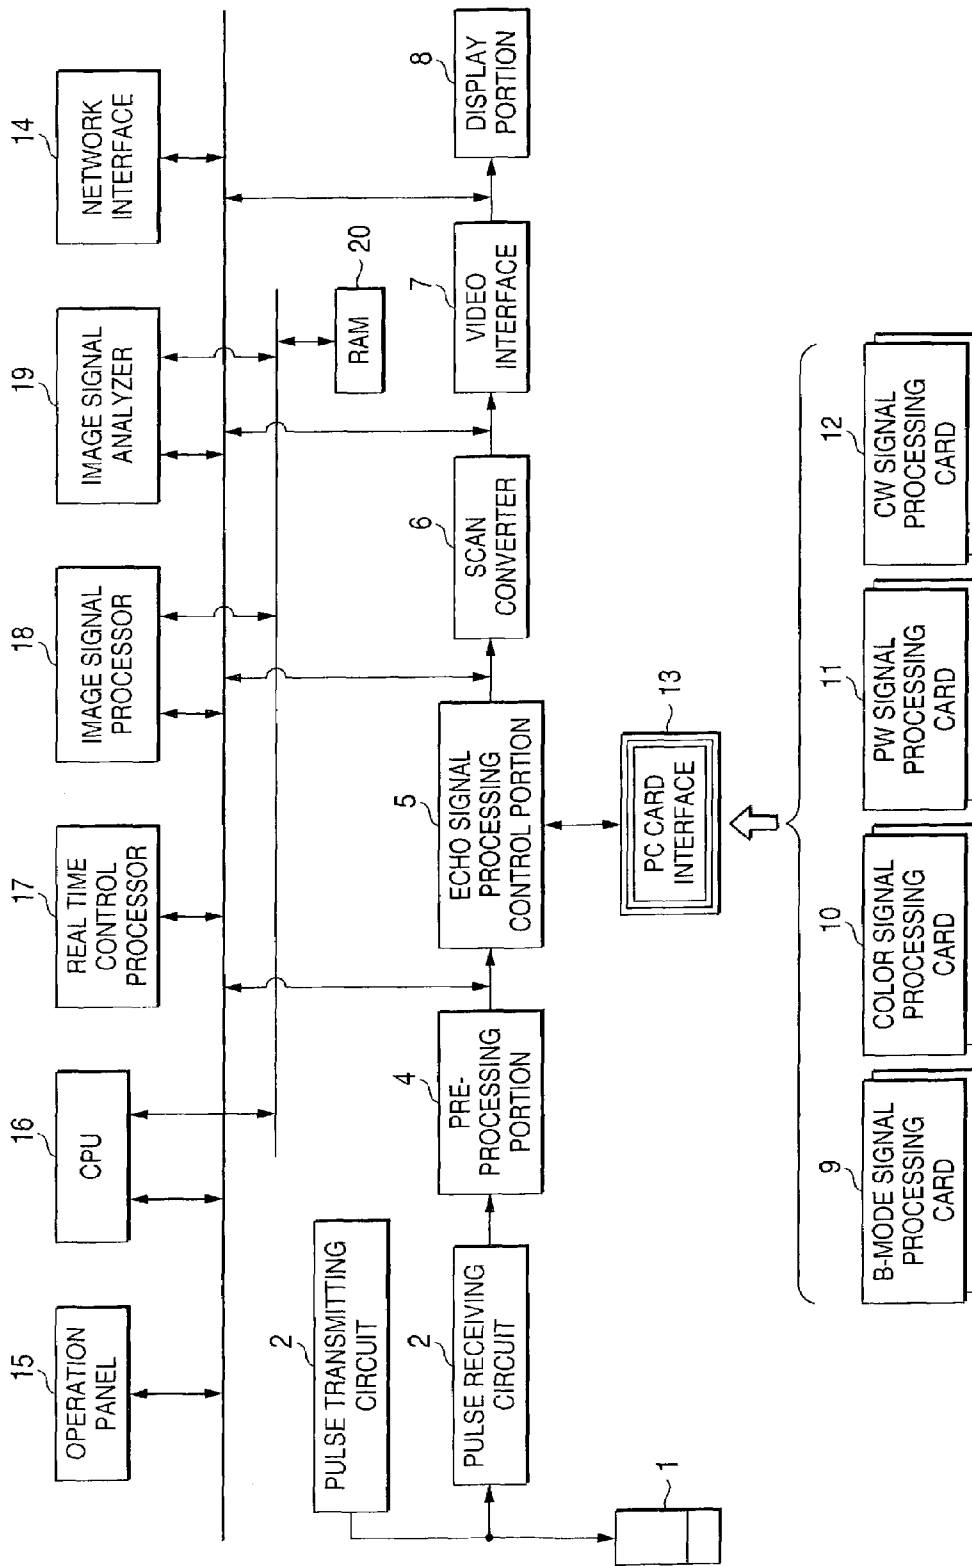 15
OPERATION
PANEL
16
CPU
17
REAL TIME
CONTROL
PROCESSOR
18
IMAGE SIGNAL
PROCESSOR
19
IMAGE SIGNAL
ANALYZER
14
NETWORK
INTERFACE
20
RAM
2
PULSE TRANSMITTING
CIRCUIT
2
PULSE RECEIVING
CIRCUIT
4
PRE-
PROCESSING
PORTION
5
ECHO SIGNAL
PROCESSING
CONTROL PORTION
6
SCAN
CONVERTER
7
VIDEO
INTERFACE
8
DISPLAY
PORTION
1
13
PC CARD
INTERFACE
9
B-MODE SIGNAL
PROCESSING
CARD
10
COLOR SIGNAL
PROCESSING
CARD
11
PW SIGNAL
PROCESSING
CARD
12
CW SIGNAL
PROCESSING
CARD